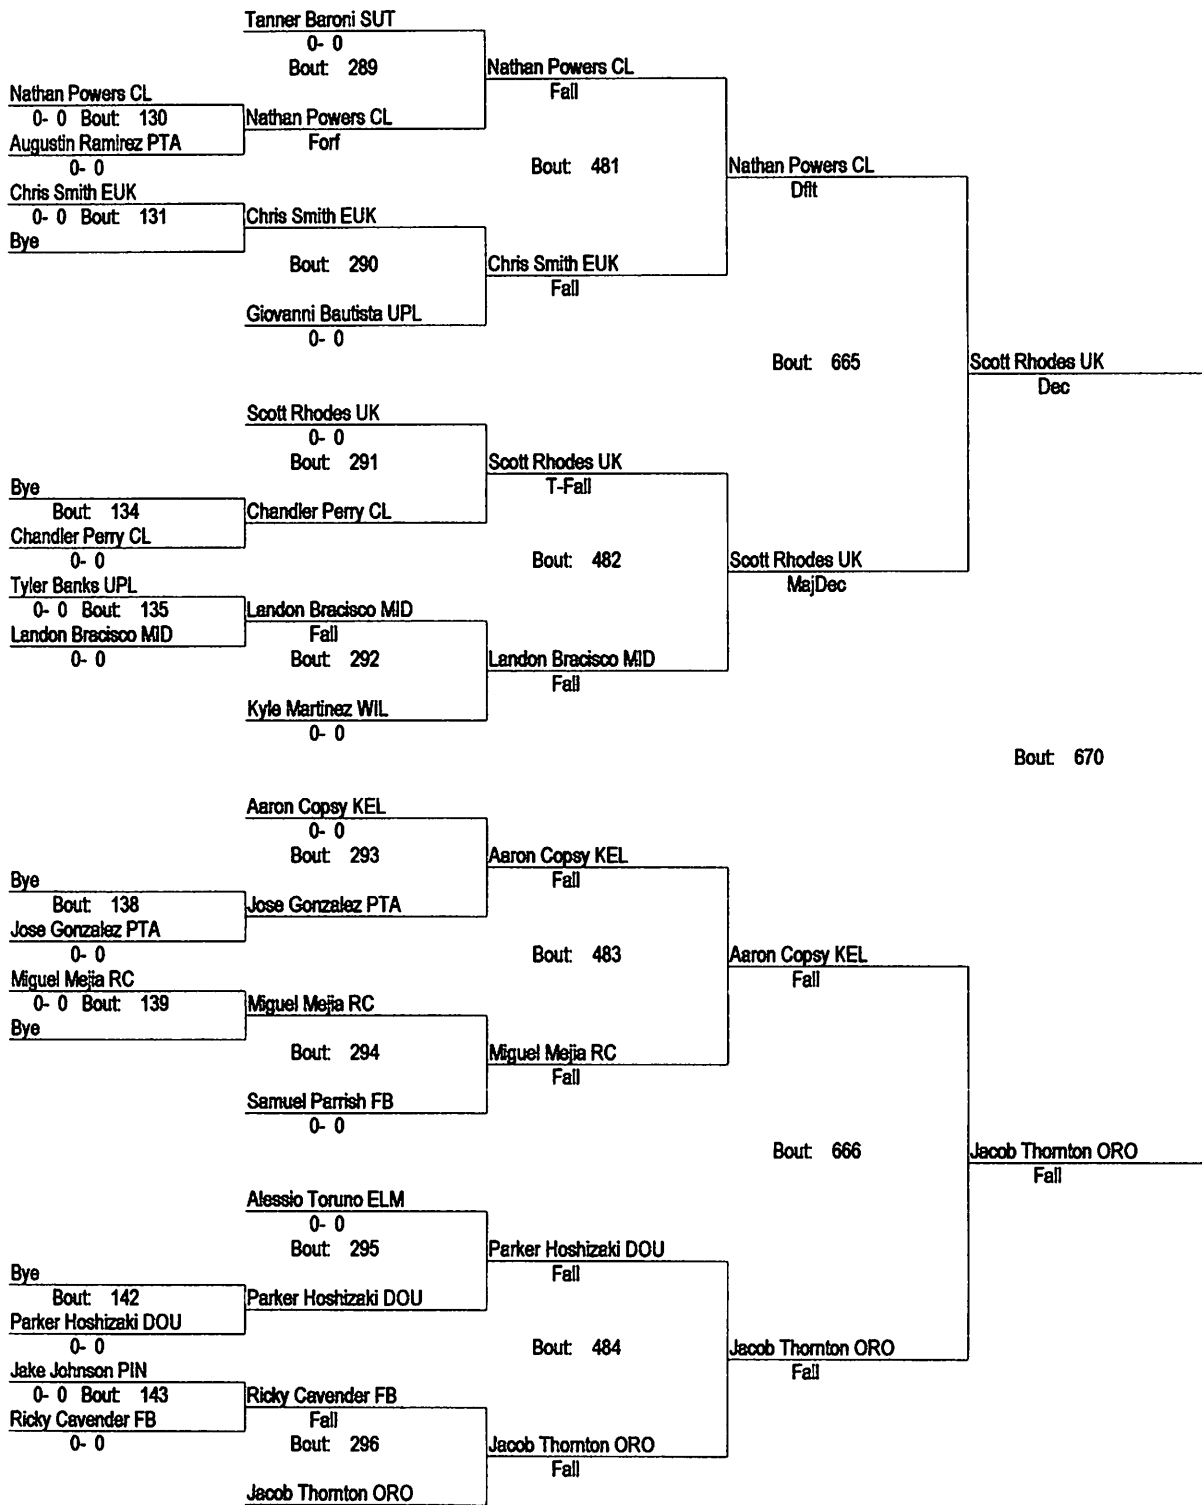 Tanner Baroni SUT
0- 0
Bout: 289
Nathan Powers CL
Fall
Nathan Powers CL
0- 0 Bout: 130
Nathan Powers CL
Augustin Ramirez PTA
Forf
0- 0
Bout: 481
Nathan Powers CL
Dflt
Chris Smith EUK
0- 0 Bout: 131
Chris Smith EUK
Bye
Bout: 290
Chris Smith EUK
Fall
Giovanni Bautista UPL
0- 0
Bout: 665
Scott Rhodes UK
Dec
Scott Rhodes UK
0- 0
Bout: 291
Scott Rhodes UK
T-Fall
Bye
Bout: 134
Chandler Perry CL
Chandler Perry CL
0- 0
Bout: 482
Scott Rhodes UK
MajDec
Tyler Banks UPL
0- 0 Bout: 135
Landon Bracisco MID
Landon Bracisco MID
Fall
0- 0
Bout: 292
Landon Bracisco MID
Fall
Kyle Martinez WIL
0- 0
Bout: 670
Aaron Copsy KEL
0- 0
Bout: 293
Aaron Copsy KEL
Fall
Bye
Bout: 138
Jose Gonzalez PTA
Jose Gonzalez PTA
0- 0
Bout: 483
Aaron Copsy KEL
Fall
Miguel Mejia RC
0- 0 Bout: 139
Miguel Mejia RC
Bye
Bout: 294
Miguel Mejia RC
Fall
Samuel Parrish FB
0- 0
Bout: 666
Jacob Thornton ORO
Fall
Alessio Toruno ELM
0- 0
Bout: 295
Parker Hoshizaki DOU
Fall
Bye
Bout: 142
Parker Hoshizaki DOU
Parker Hoshizaki DOU
0- 0
Bout: 484
Jacob Thornton ORO
Fall
Jake Johnson PIN
0- 0 Bout: 143
Ricky Cavender FB
Ricky Cavender FB
Fall
0- 0
Bout: 296
Jacob Thornton ORO
Fall
Jacob Thornton ORO